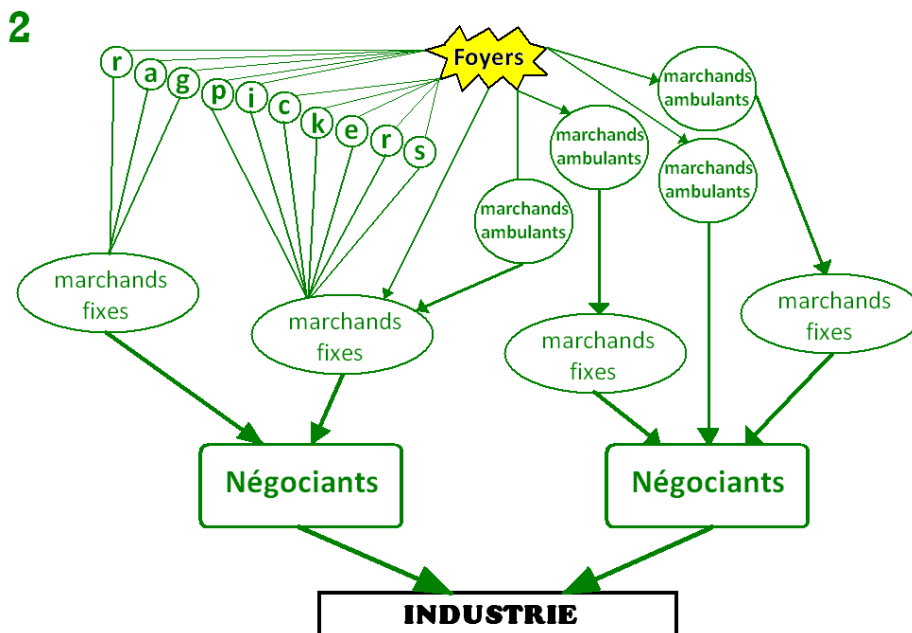 2
Foyers
r
a
g
p
i
c
k
e
r
s
marchands
ambulants
marchands
ambulants
marchands
ambulants
marchands
ambulants
marchands
fixes
marchands
fixes
marchands
fixes
marchands
fixes
Négociants
Négociants
INDUSTRIE